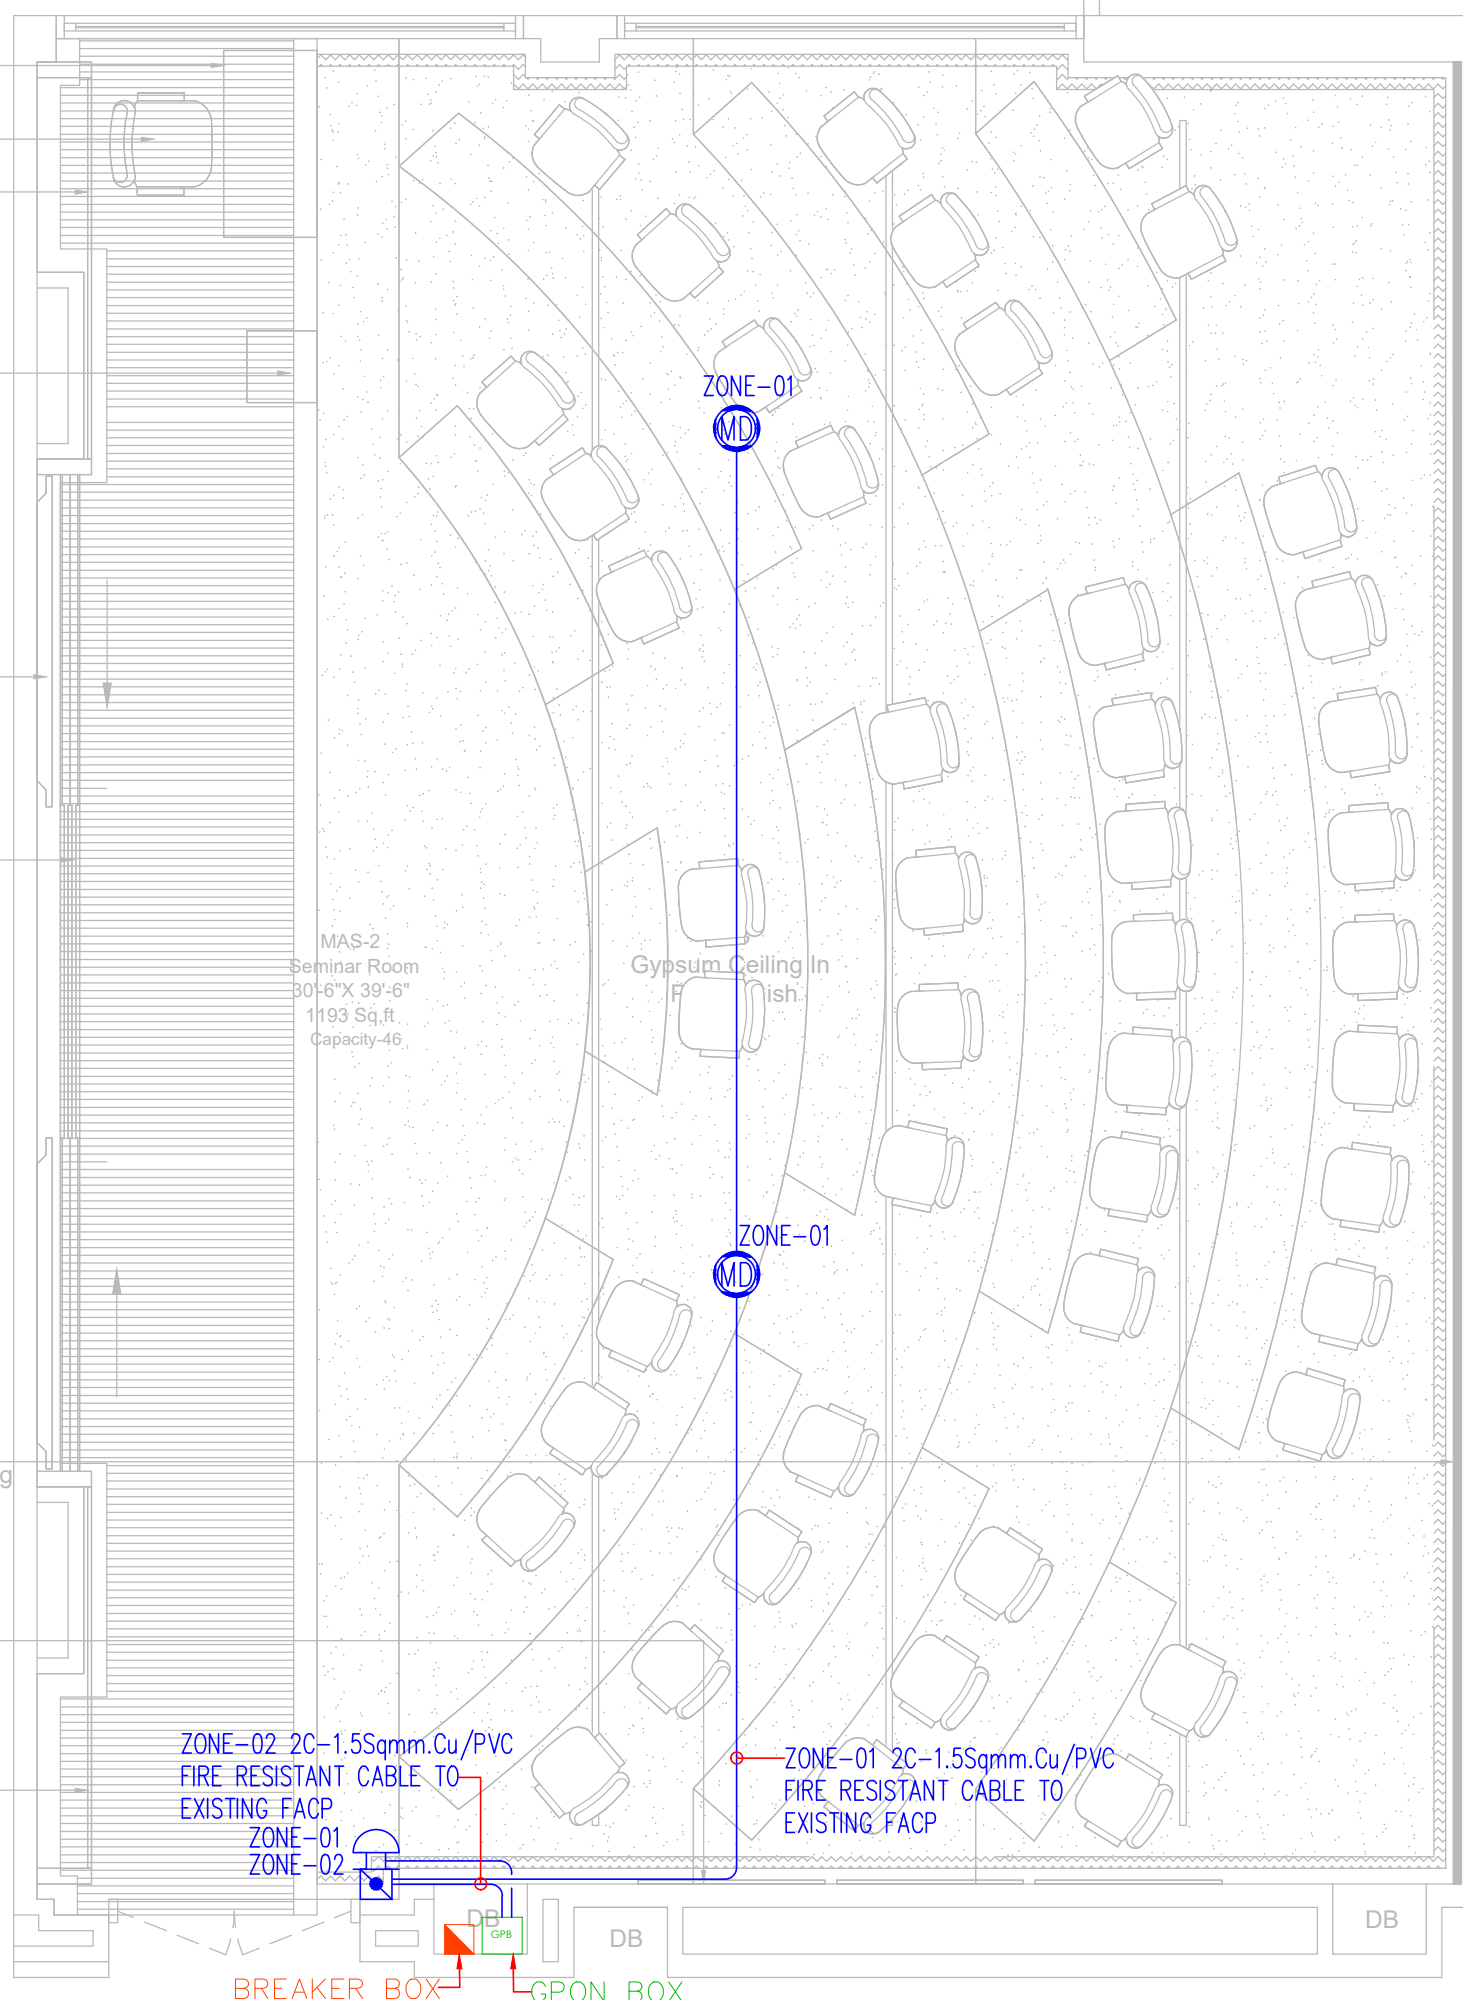 ZONE-01
MD
MAS-2
Seminar Room
30'-6"X 39'-6"
1193 Sq,ft
Capacity-46
Gypsum Ceiling In
ish
ZONE-01
MD
g
ZONE-02 2C-1.5Sqmm.Cu/PVC
FIRE RESISTANT CABLE TO
EXISTING FACP
ZONE-01 2C-1.5Sqmm.Cu/PVC
FIRE RESISTANT CABLE TO
EXISTING FACP
ZONE-01
ZONE-02
DB
GPB
DB
DB
BREAKER BOX
GPON BOX